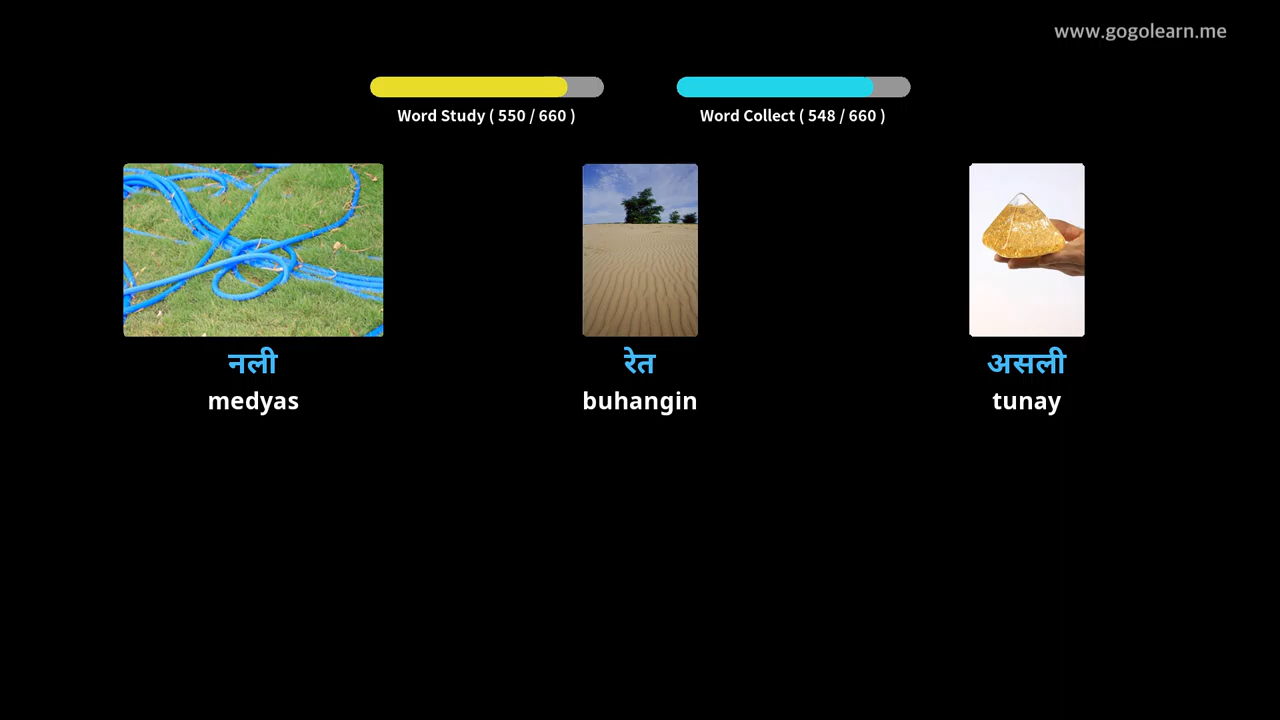 www.gogolearn.me
Word Study ( 550 / 660 )
Word Collect ( 548 / 660 )
नली
रेत
असली
medyas
buhangin
tunay